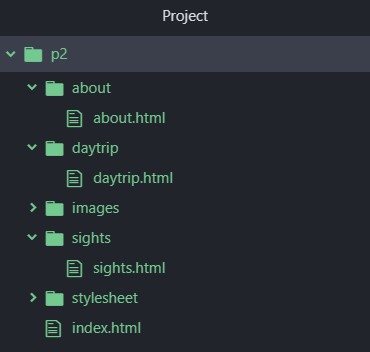 Project
p2
about
about.html
daytrip
daytrip.html
images
sights
sights.html
stylesheet
index.html